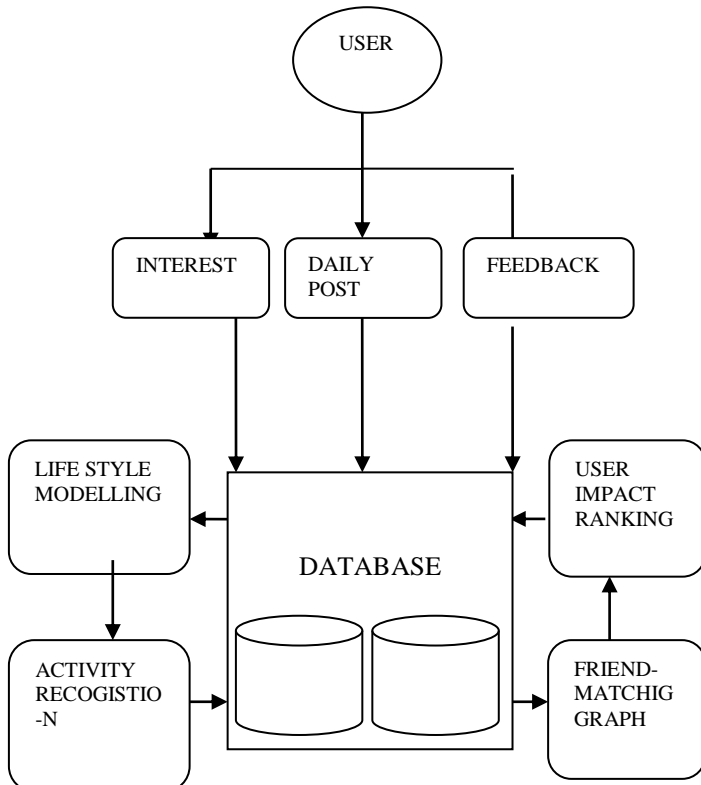 USER
INTEREST
DAILY
POST
FEEDBACK
LIFE STYLE
MODELLING
USER
IMPACT
RANKING
DATABASE
ACTIVITY
RECOGISTIO
-N
FRIEND-
MATCHIG
GRAPH